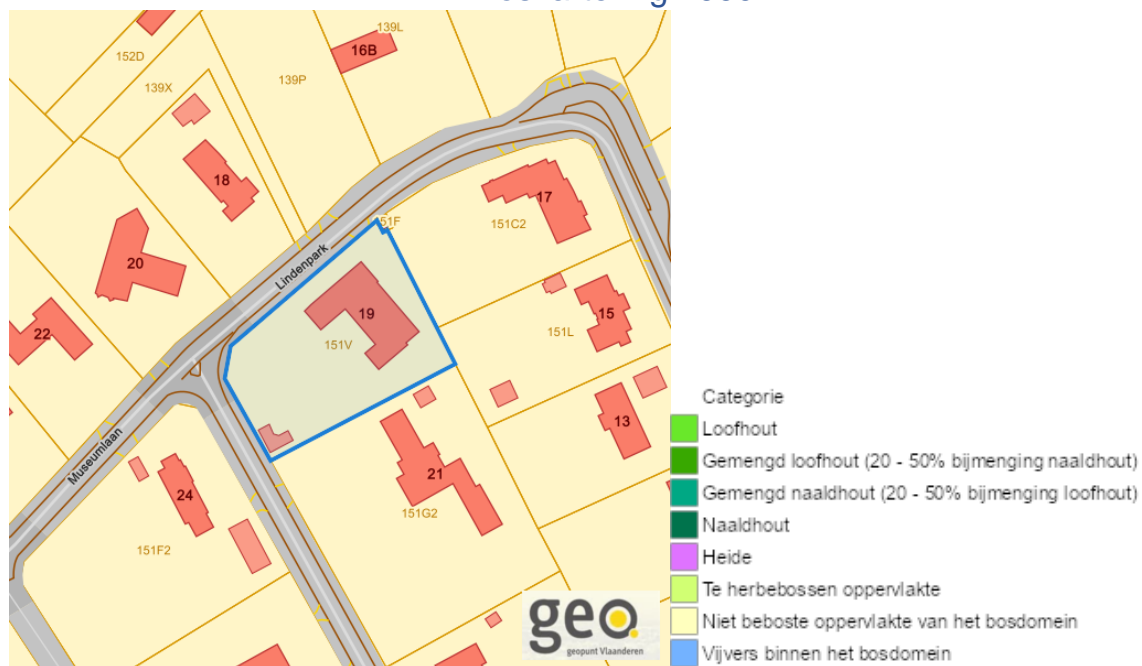 139L
16B
152D
139P
139X
18
17
151F
151C2
20
Lindenpark
19
15
22
151V
151L
13
Museumlaan
21
24
151G2
151F2
geo
geopunt Vlaanderen
Categorie
Loofhout
Gemengd loofhout (20 - 50% bijmenging naaldhout)
Gemengd naaldhout (20 - 50% bijmenging loofhout)
Naaldhout
Heide
Te herbebossen oppervlakte
Niet beboste oppervlakte van het bosdomein
Vijvers binnen het bosdomein